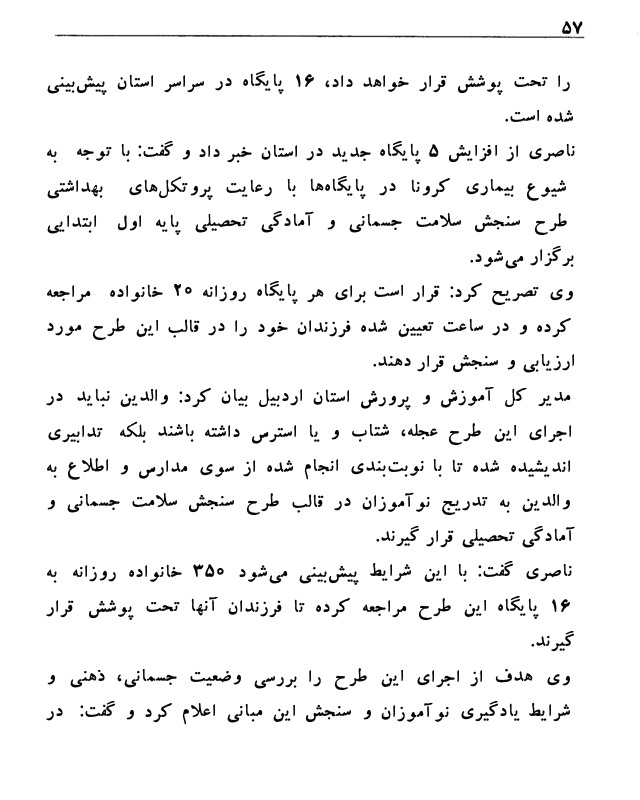 ۵۷
را تحت پوشش قرار خواهد داد، ۱۶ پایگاه در سراسر استان پیش‌بینی
شده است.
ناصری از افزایش ۵ پایگاه جدید در استان خبر داد و گفت: با توجه به
شیوع بیماری کرونا در پایگاه‌ها با رعایت پروتکل‌های بهداشتی
طرح سنجش سلامت جسمانی و آمادگی تحصیلی پایه اول ابتدایی
برگزار می‌شود.
وی تصریح کرد: قرار است برای هر پایگاه روزانه ۲۰ خانواده مراجعه
کرده و در ساعت تعیین شده فرزندان خود را در قالب این طرح مورد
ارزیابی و سنجش قرار دهند.
مدیر کل آموزش و پرورش استان اردبیل بیان کرد: والدین نباید در
اجرای این طرح عجله، شتاب و یا استرس داشته باشند بلکه تدابیری
اندیشیده شده تا با نوبت‌بندی انجام شده از سوی مدارس و اطلاع به
والدین به تدریج نوآموزان در قالب طرح سنجش سلامت جسمانی و
آمادگی تحصیلی قرار گیرند.
ناصری گفت: با این شرایط پیش‌بینی می‌شود ۳۵۰ خانواده روزانه به
۱۶ پایگاه این طرح مراجعه کرده تا فرزندان آنها تحت پوشش قرار
گیرند.
وی هدف از اجرای این طرح را بررسی وضعیت جسمانی، ذهنی و
شرایط یادگیری نوآموزان و سنجش این مبانی اعلام کرد و گفت: در